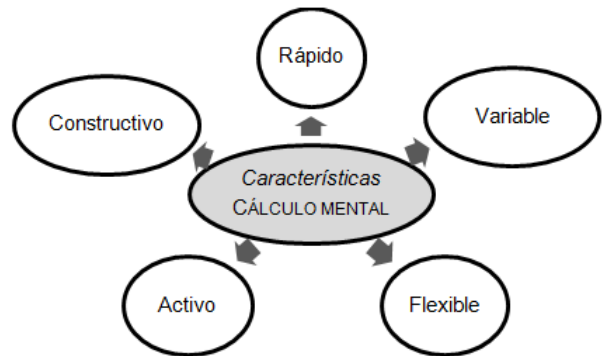 Rápido
Constructivo
Variable
Características
CÁLCULO MENTAL
Activo
Flexible